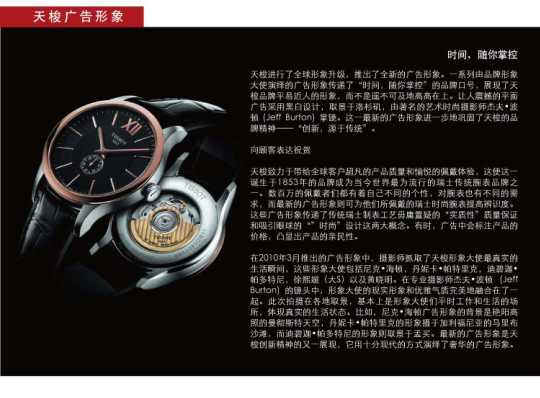 天梭广告形象
时间，随你掌控
天梭进行了全球形象升级，推出了全新的广告形象。一系列由品牌形象
大使演绎的广告形象传递了“时间，随你掌控”的品牌口号，展现了天
梭品牌平易近人的形象，而不是遥不可及地高高在上。让人震撼的平面
广告采用黑白设计，取景于洛杉矶，由著名的艺术时尚摄影师杰夫•波
顿（Jeff Burton）掌镜。这一最新的广告形象进一步地巩固了天梭的品
牌精神——“创新，源于传统”。
向顾客表达祝贺
天梭致力于带给全球客户超凡的产品质量和愉悦的佩戴体验，这使这一
诞生于1853年的品牌成为当今世界最为流行的瑞士传统腕表品牌之
一。数百万的佩戴者们都有着自己不同的个性，对腕表也有不同的需
求，而最新的广告形象则可为他们所佩戴的瑞士时尚腕表提高辨识度。
这些广告形象传递了传统瑞士制表工艺毋庸置疑的“实质性”质量保证
和吸引眼球的“”时尚”设计这两大概念。有时，广告中会标注产品的
价格，凸显出产品的亲民性。
在2010年3月推出的广告形象中，摄影师抓取了天梭形象大使最真实的
生活瞬间，这些形象大使包括尼克•海顿，丹妮卡•帕特里克，迪碧迦•
帕多特尼，徐熙媛（大S）以及黄晓明。在专业摄影师杰夫•波顿（Jeff
Burton）的镜头中，形象大使的现实形象和优雅气质完美地融合在了一
起。此次拍摄在各地取景，基本上是形象大使们平时工作和生活的场
所，体现真实的生活状态。比如，尼克•海顿广告形象的背景是艳阳高
照的曼彻斯特天空，丹妮卡•帕特里克的形象摄于加利福尼亚的马里布
沙滩，而迪碧迦•帕多特尼的形象则取景于孟买。最新的广告形象是天
梭创新精神的又一展现，它用十分现代的方式演绎了奢华的广告形象。
TISSOT